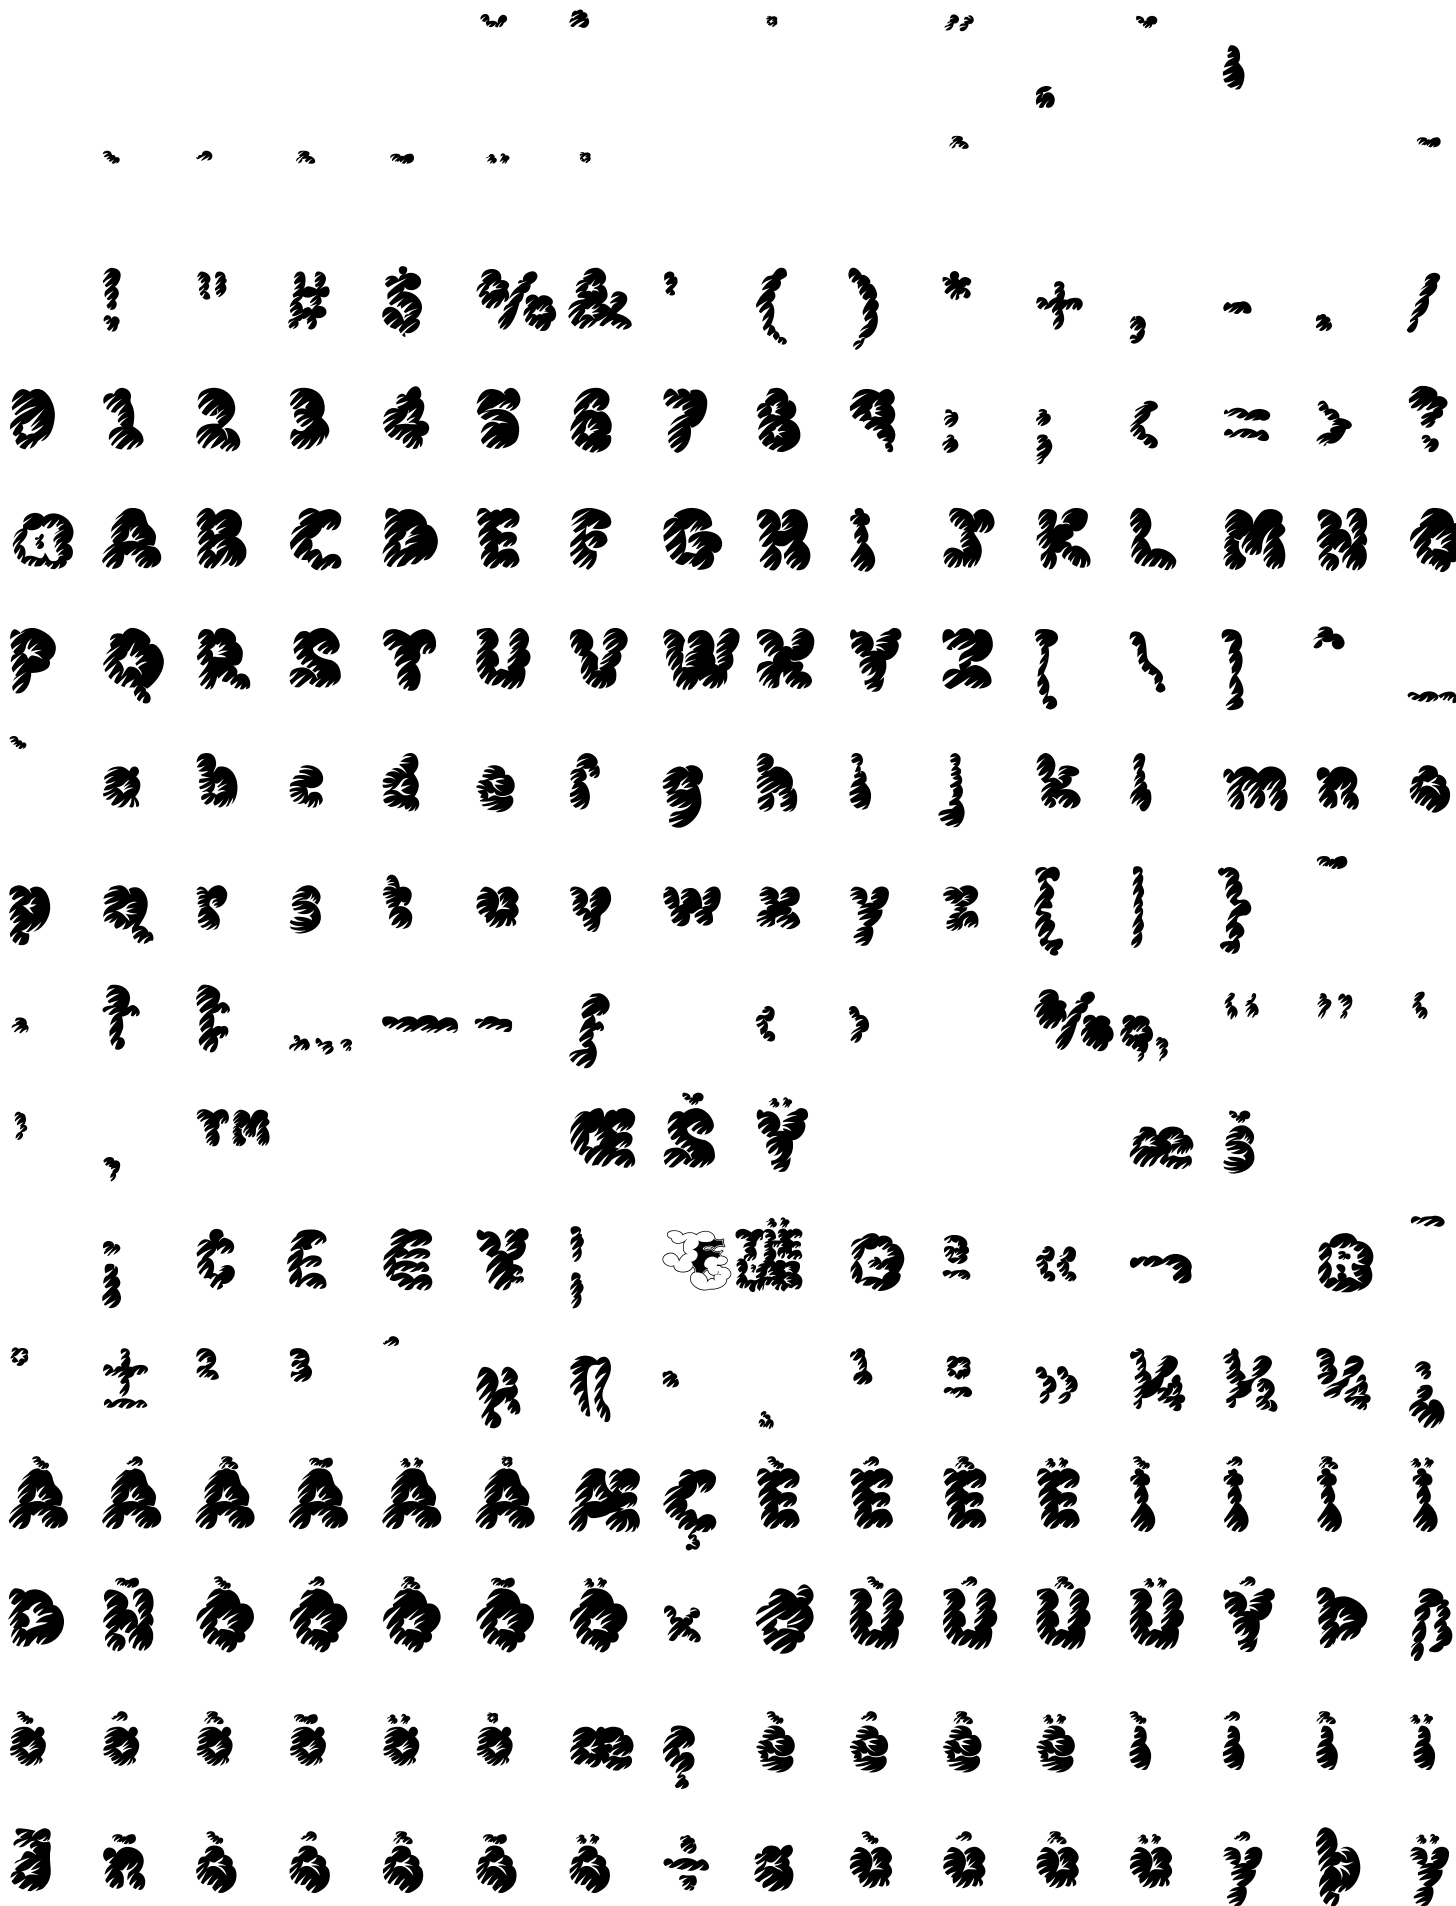 ˘ ˙ ˚ ˝ ˇ
ı
` ´ ˆ ˜ ¨ ˚ ˆ ˜
! " # $ % & ' ( ) * + , - . /
0 1 2 3 4 5 6 7 8 9 : ; < = > ?
@ A B C D E F G H I J K L M N O
P Q R S T U V W X Y Z [ \ ] ^ _
` a b c d e f g h i j k l m n o
p q r s t u v w x y z { | } ~
• † ‡ … — – ƒ ‹ › ‰ „ “ ” ‘
’ ‚ ™ Œ Š Ÿ œ š
¡ ¢ £ € ¥ ¦ © ª « ¬ ® ¯
° ± ² ³ ´ µ ¶ · ¸ ¹ º » ¼ ½ ¾ ¿
À Á Â Ã Ä Å Æ Ç È É Ê Ë Ì Í Î Ï
Ð Ñ Ò Ó Ô Õ Ö × Ø Ù Ú Û Ü Ý Þ ß
à á â ã ä å æ ç è é ê ë ì í î ï
ð ñ ò ó ô õ ö ÷ ø ù ú û ü ý þ ÿ